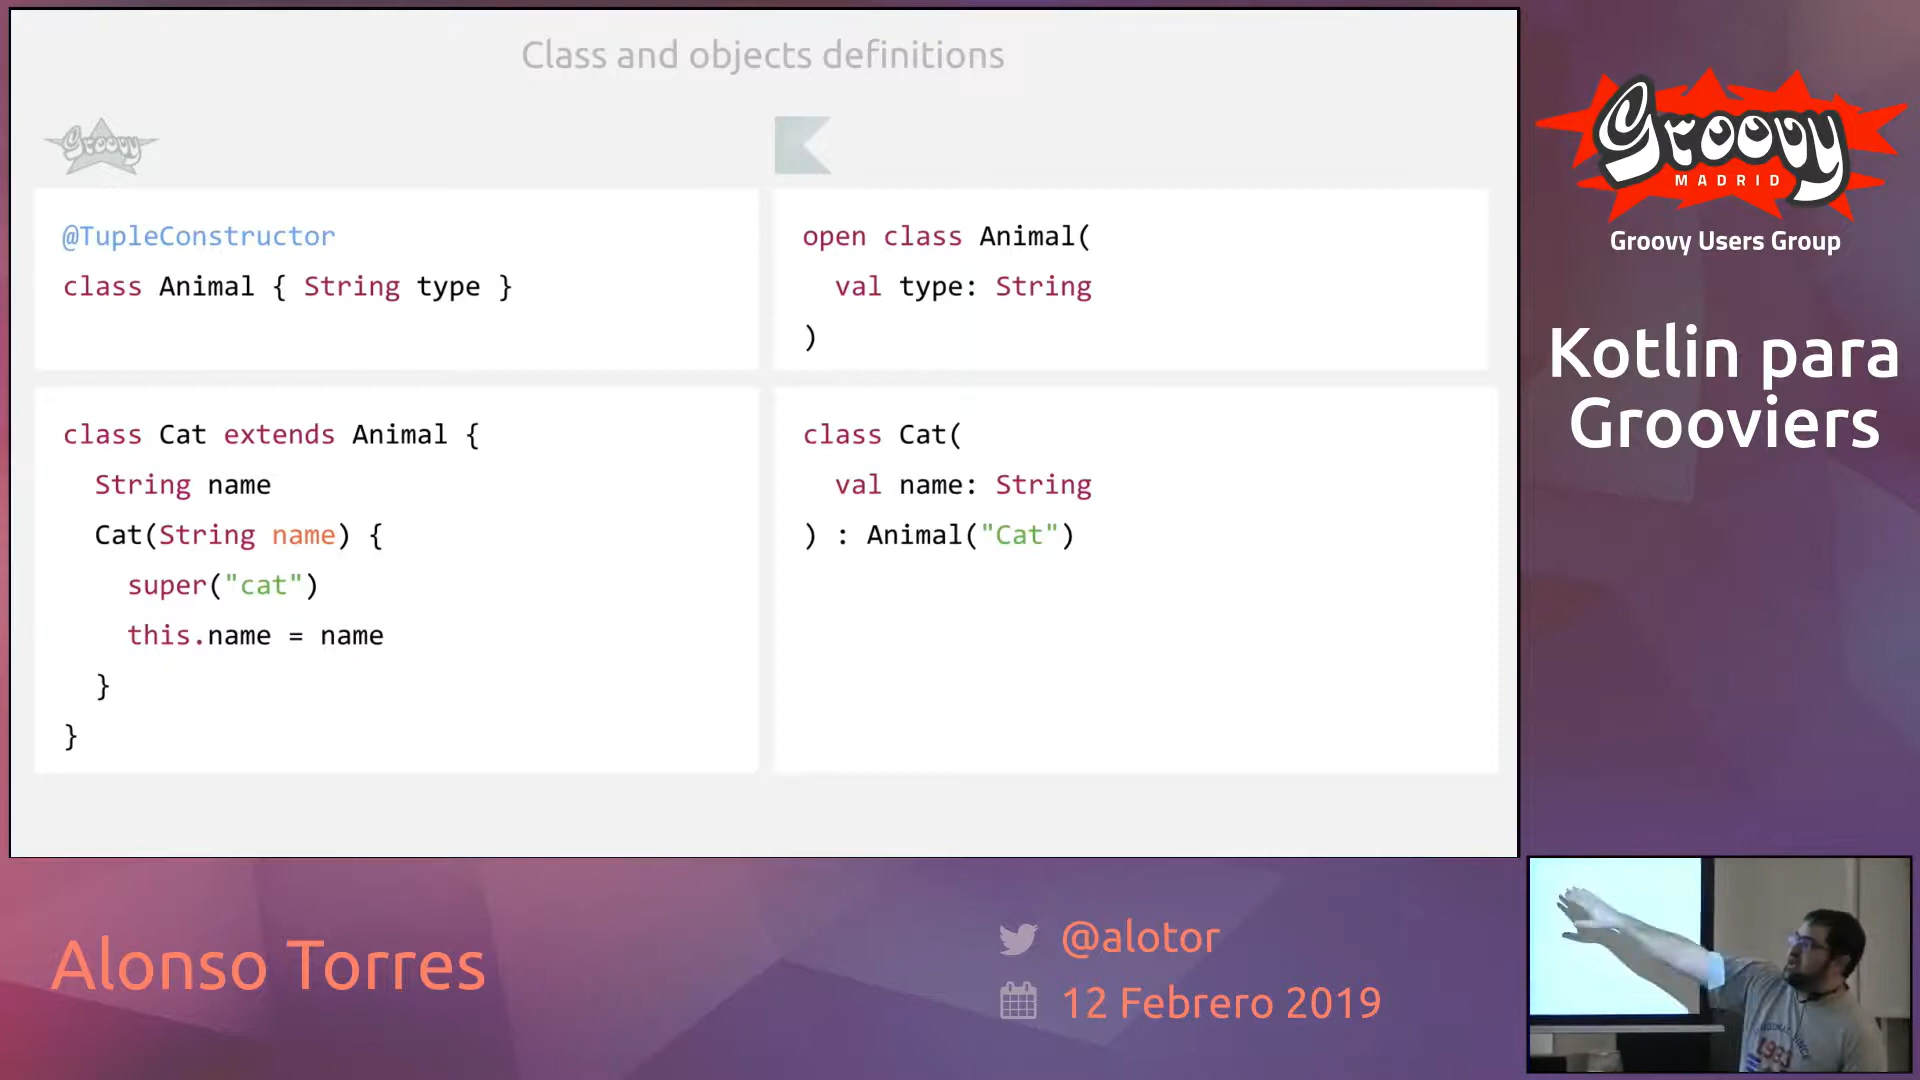 Class and objects definitions
Groovy
@TupleConstructor
class Animal { String type }
open class Animal(
val type: String
)
class Cat extends Animal {
String name
Cat(String name) {
super("cat")
this.name = name
}
}
class Cat(
val name: String
) : Animal("Cat")
Groovy
MADRID
Groovy Users Group
Kotlin para
Grooviers
Alonso Torres
@alotor
12 Febrero 2019
1983